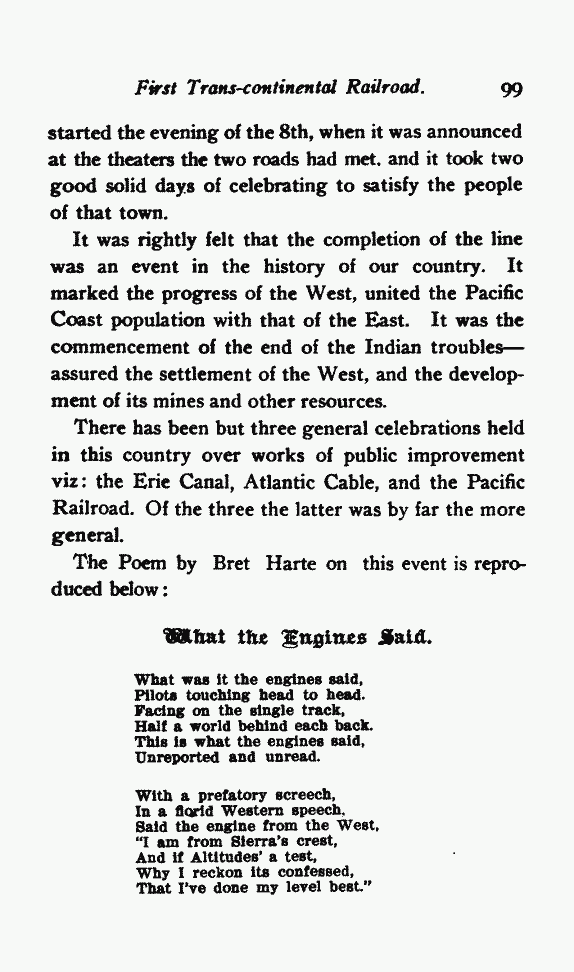 First Trans-continental Railroad. 99
started the evening of the 8th, when it was announced
at the theaters the two roads had met. and it took two
good solid days of celebrating to satisfy the people
of that town.
It was rightly felt that the completion of the line
was an event in the history of our country. It
marked the progress of the West, united the Pacific
Coast population with that of the East. It was the
commencement of the end of the Indian troubles—
assured the settlement of the West, and the develop-
ment of its mines and other resources.
There has been but three general celebrations held
in this country over works of public improvement
viz: the Erie Canal, Atlantic Cable, and the Pacific
Railroad. Of the three the latter was by far the more
general.
The Poem by Bret Harte on this event is repro-
duced below:
What the Engines Said.
What was it the engines said,
Pilots touching head to head.
Facing on the single track,
Half a world behind each back.
This is what the engines said,
Unreported and unread.
With a prefatory screech,
In a florid Western speech,
Said the engine from the West,
"I am from Sierra's crest,
And if Altitudes' a test,
Why I reckon its confessed,
That I've done my level best."